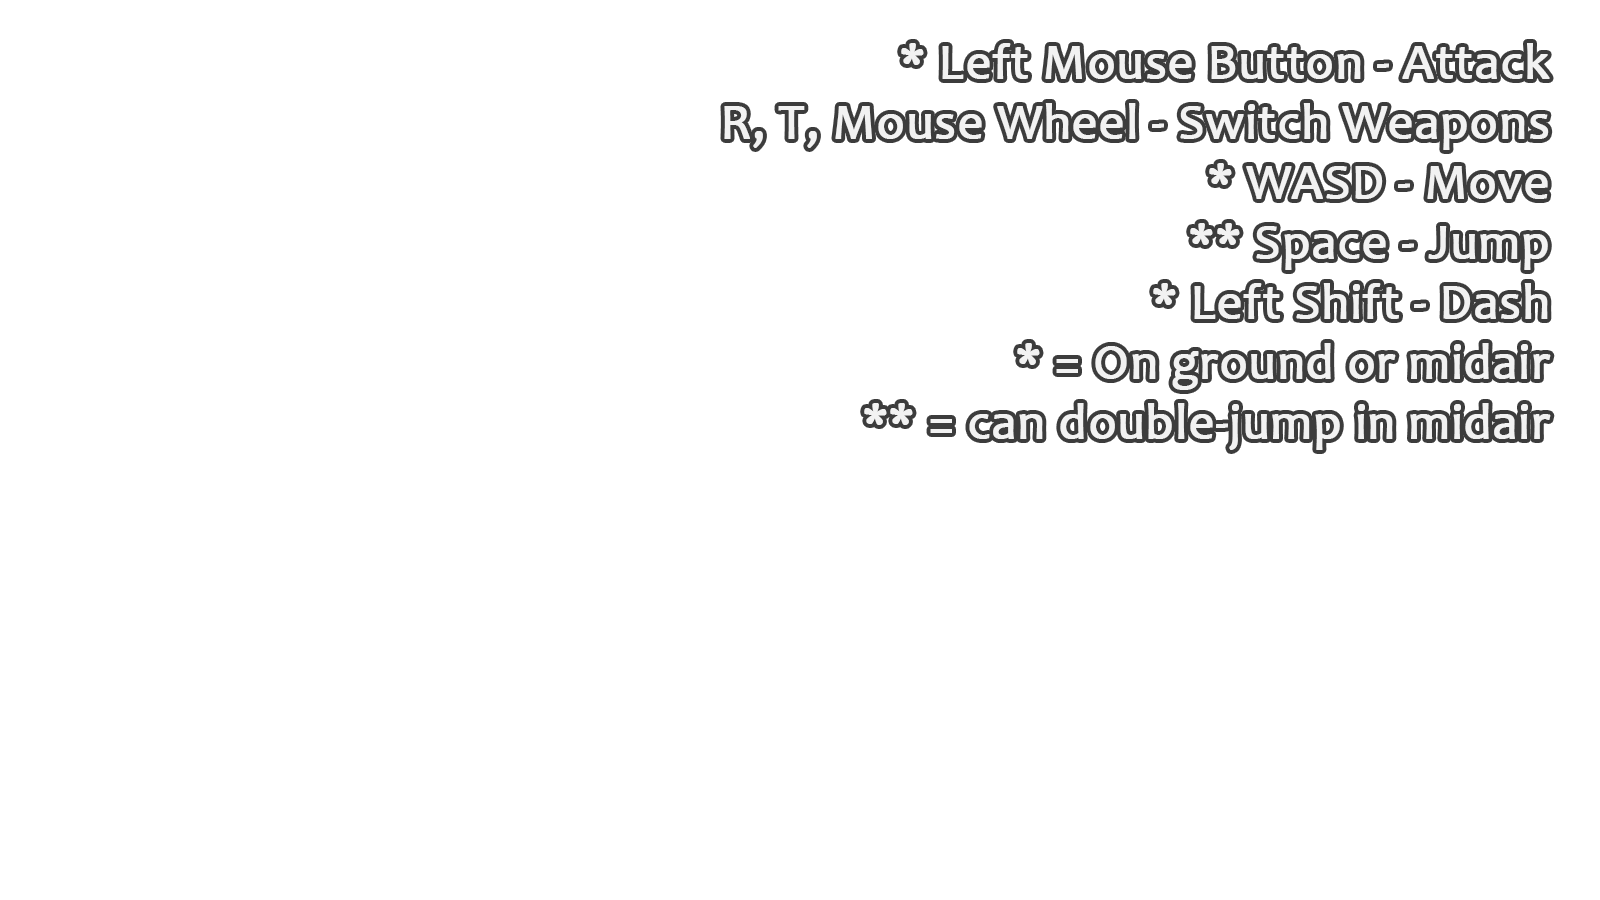 * Left Mouse Button - Attack
R, T, Mouse Wheel - Switch Weapons
* WASD - Move
** Space - Jump
* Left Shift - Dash
* = On ground or midair
** = can double-jump in midair